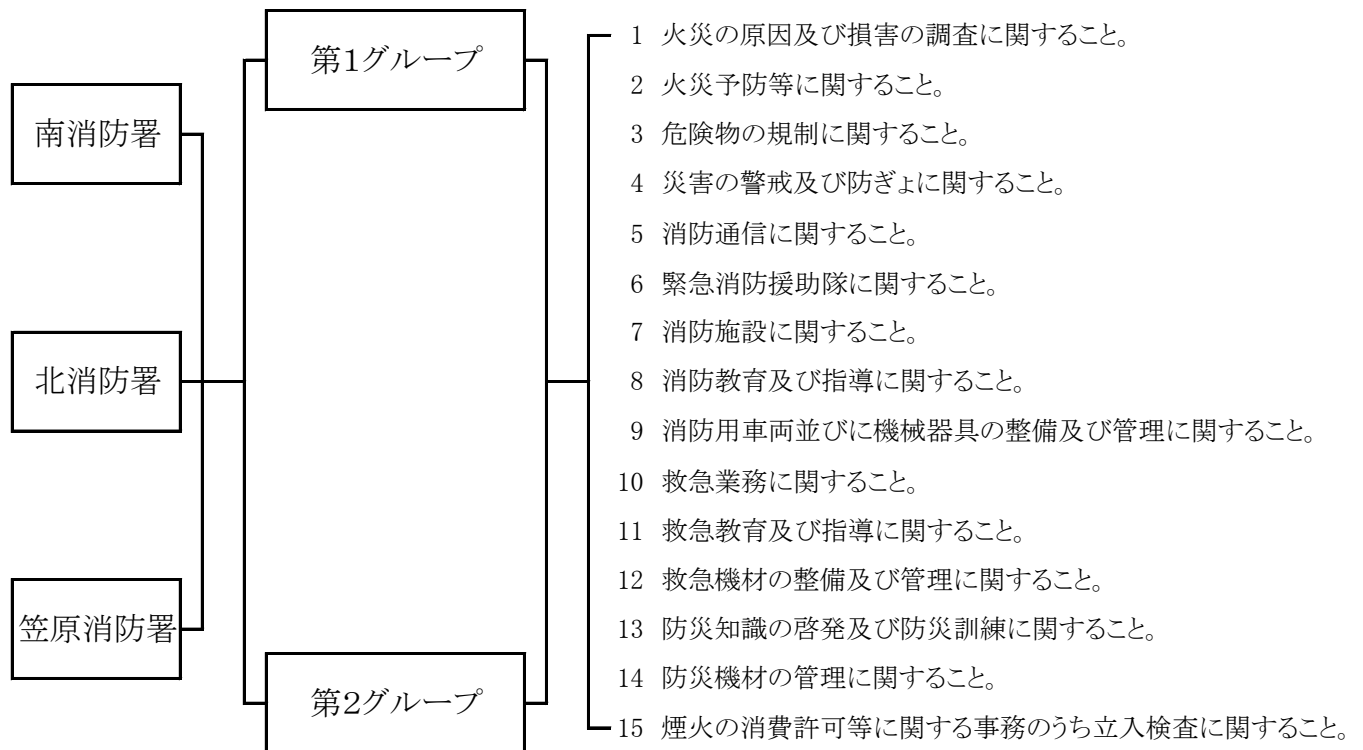 南消防署
北消防署
笠原消防署
第1グループ
第2グループ
1 火災の原因及び損害の調査に関すること。
2 火災予防等に関すること。
3 危険物の規制に関すること。
4 災害の警戒及び防ぎょに関すること。
5 消防通信に関すること。
6 緊急消防援助隊に関すること。
7 消防施設に関すること。
8 消防教育及び指導に関すること。
9 消防用車両並びに機械器具の整備及び管理に関すること。
10 救急業務に関すること。
11 救急教育及び指導に関すること。
12 救急機材の整備及び管理に関すること。
13 防災知識の啓発及び防災訓練に関すること。
14 防災機材の管理に関すること。
15 煙火の消費許可等に関する事務のうち立入検査に関すること。